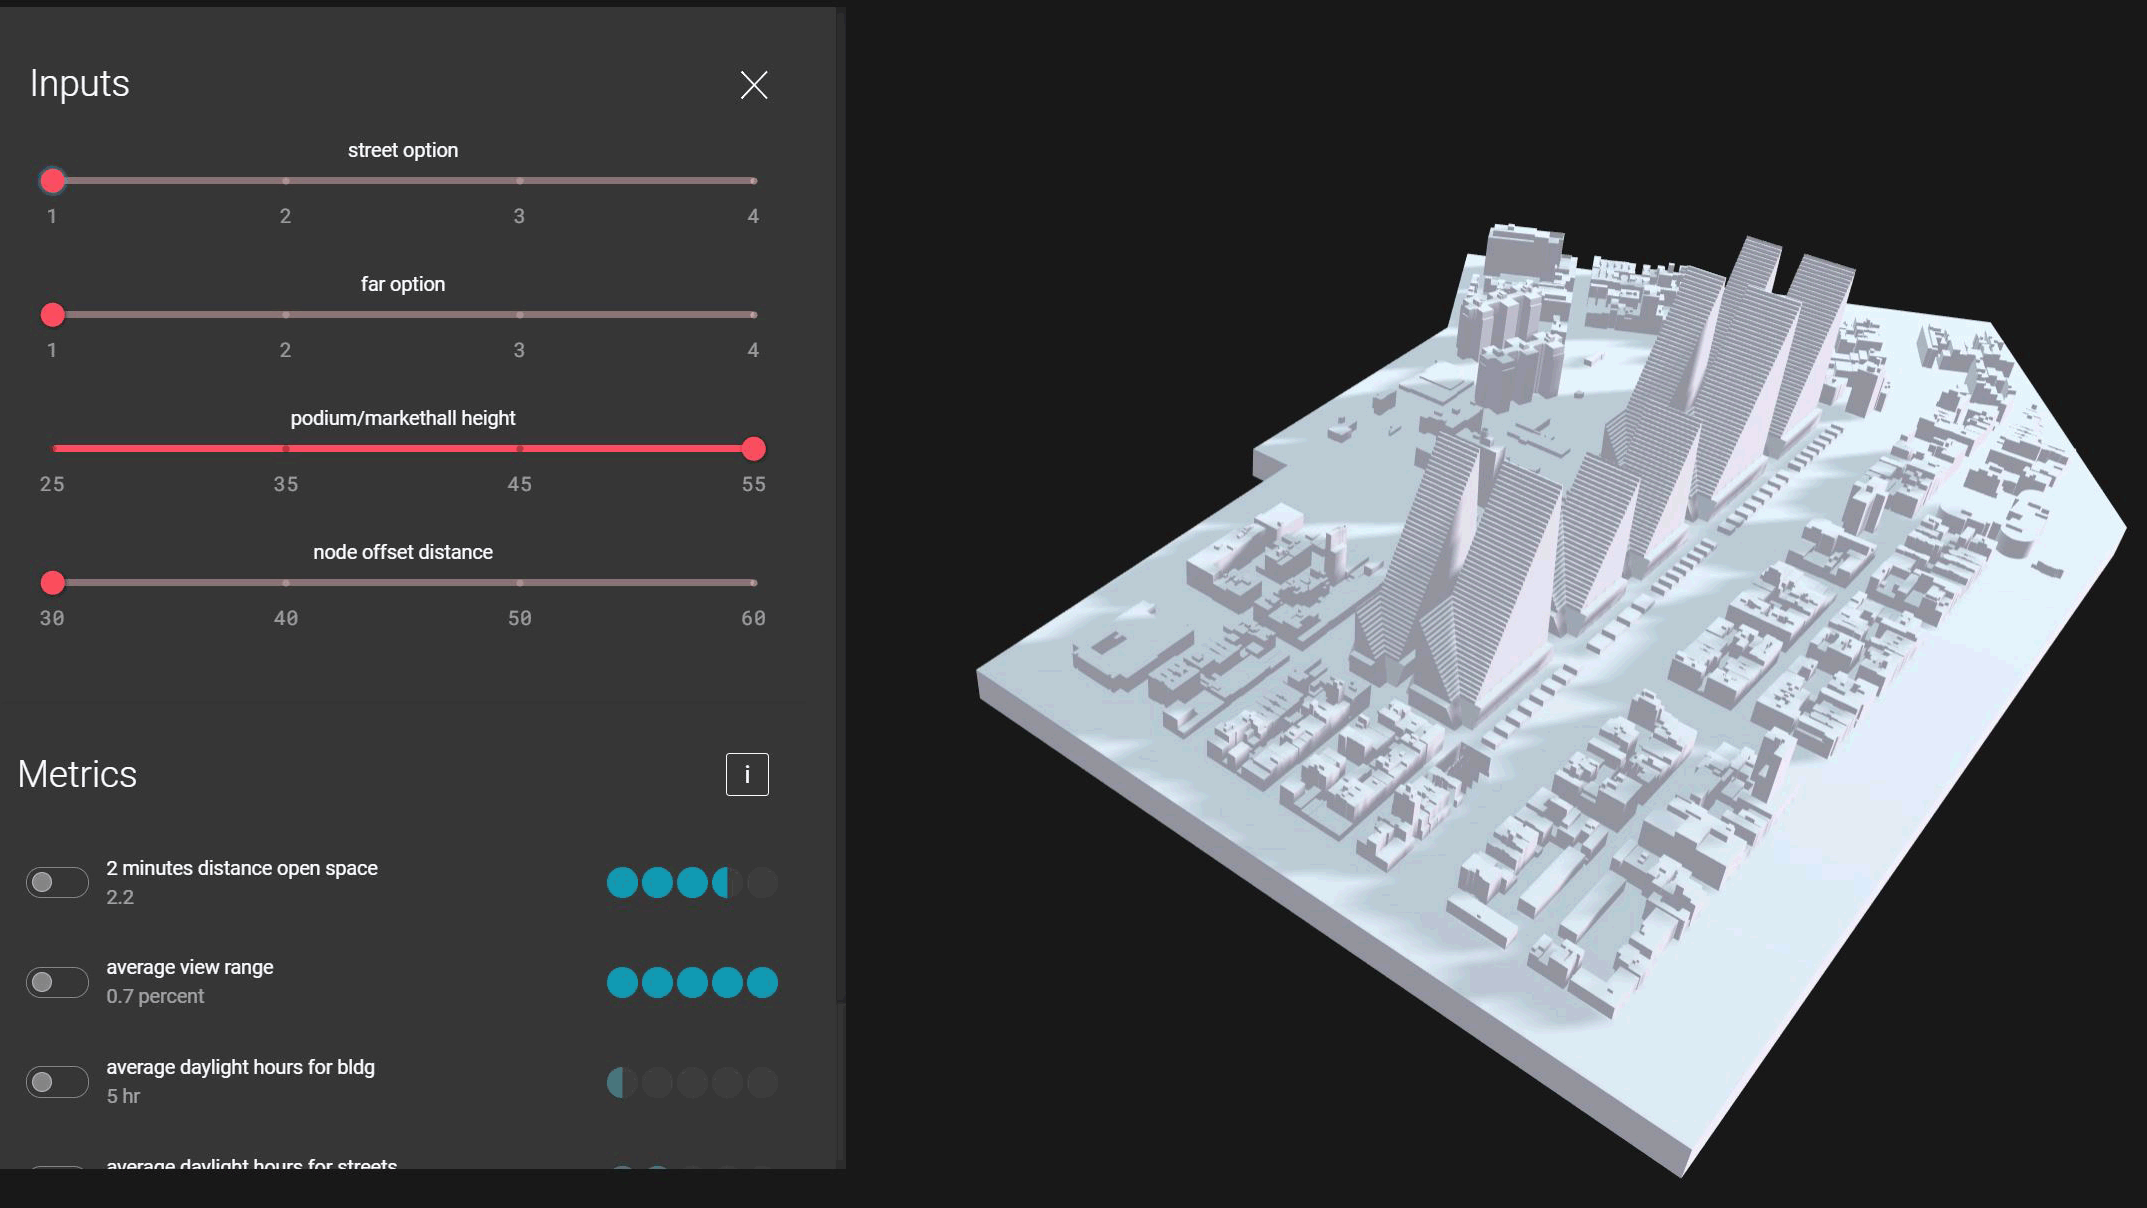 Inputs
street option
1 2 3 4
far option
1 2 3 4
podium/markethall height
25 35 45 55
node offset distance
30 40 50 60
Metrics
i
2 minutes distance open space
2.2
average view range
0.7 percent
average daylight hours for bldg
5 hr
average daylight hours for streets